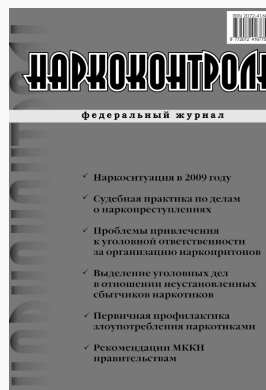 НАРКОКОНТРОЛЬ
федеральный журнал
✓ Наркоситуация в 2009 году
✓ Судебная практика по делам
о наркопреступлениях
✓ Проблемы привлечения
к уголовной ответственности
за организацию наркопритонов
✓ Выделение уголовных дел
в отношении неустановленных
сбытчиков наркотиков
✓ Первичная профилактика
злоупотребления наркотиками
✓ Рекомендации МККН
правительствам